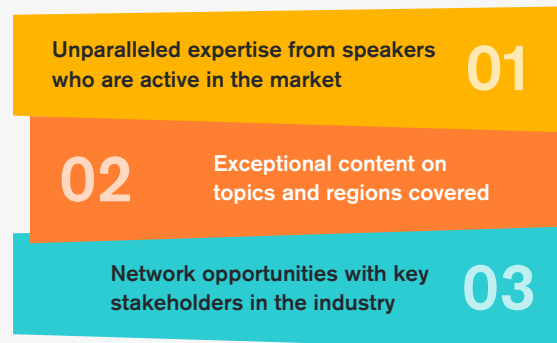 Unparalleled expertise from speakers
who are active in the market
01
02
Exceptional content on
topics and regions covered
Network opportunities with key
stakeholders in the industry
03